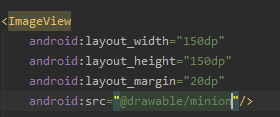 <ImageView
android:layout_width="150dp"
android:layout_height="150dp"
android:layout_margin="20dp"
android:src="@drawable/minion"/>